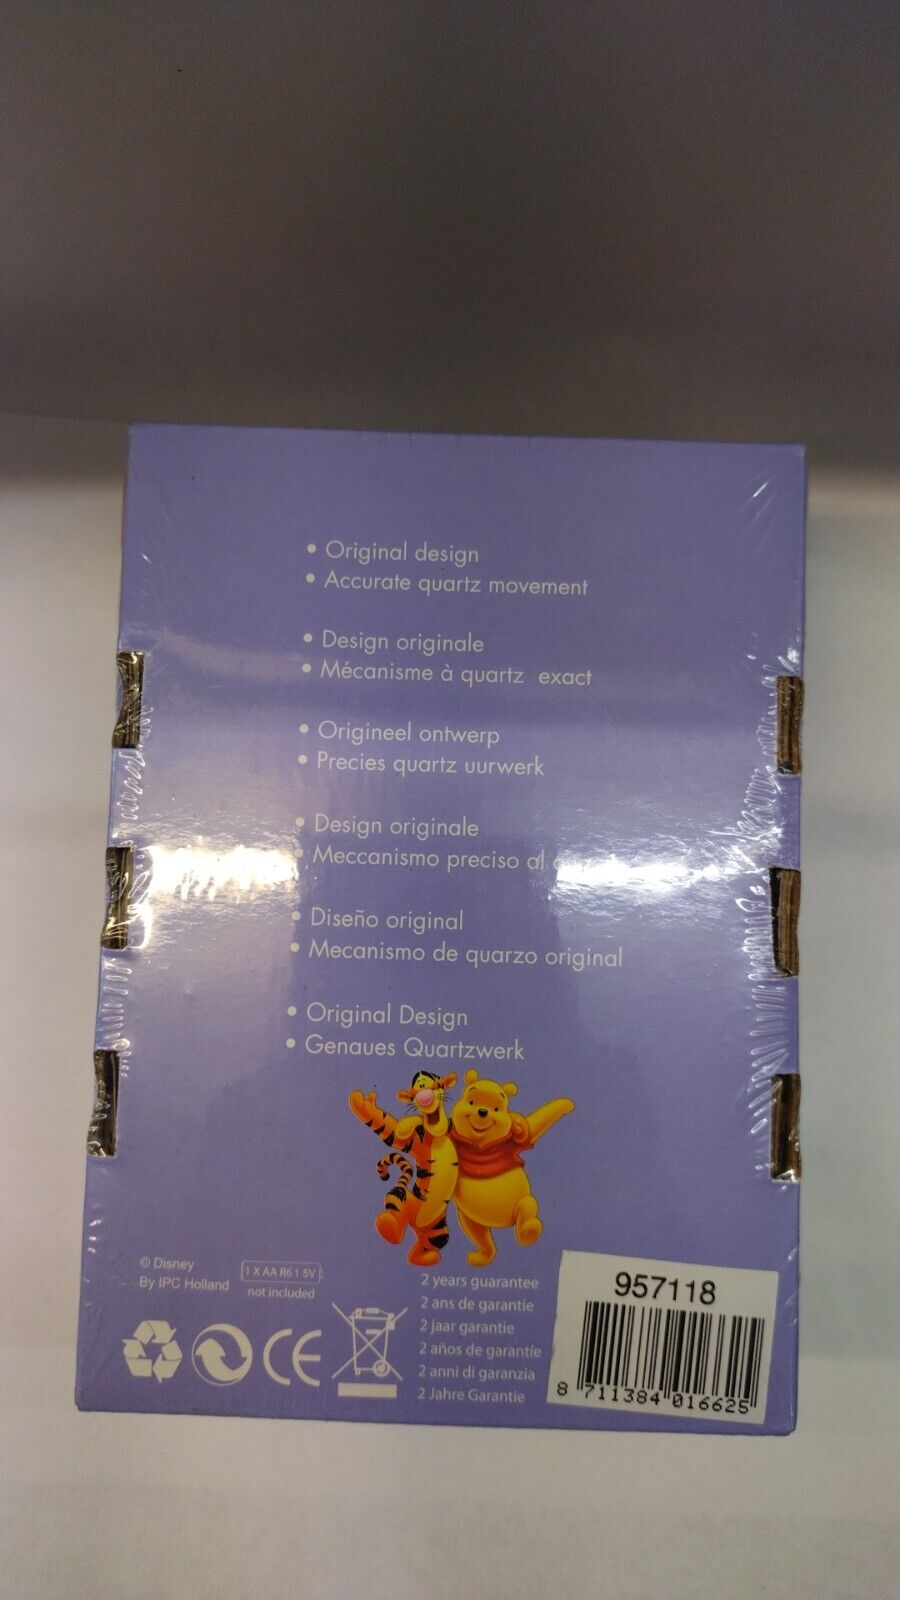 • Original design
• Accurate quartz movement
• Design originale
• Mécanisme à quartz exact
• Origineel ontwerp
• Precies quartz uurwerk
• Design originale
• Meccanismo preciso al
• Diseño original
• Mecanismo de quarzo original
• Original Design
• Genaues Quartzwerk
© Disney
By IPC Holland
1 X AA R6 1 5V
not included
CE
2 years guarantee
2 ans de garantie
2 jaar garantie
2 años de garantie
2 anni di garanzia
2 Jahre Garantie
957118
8 711384 016625